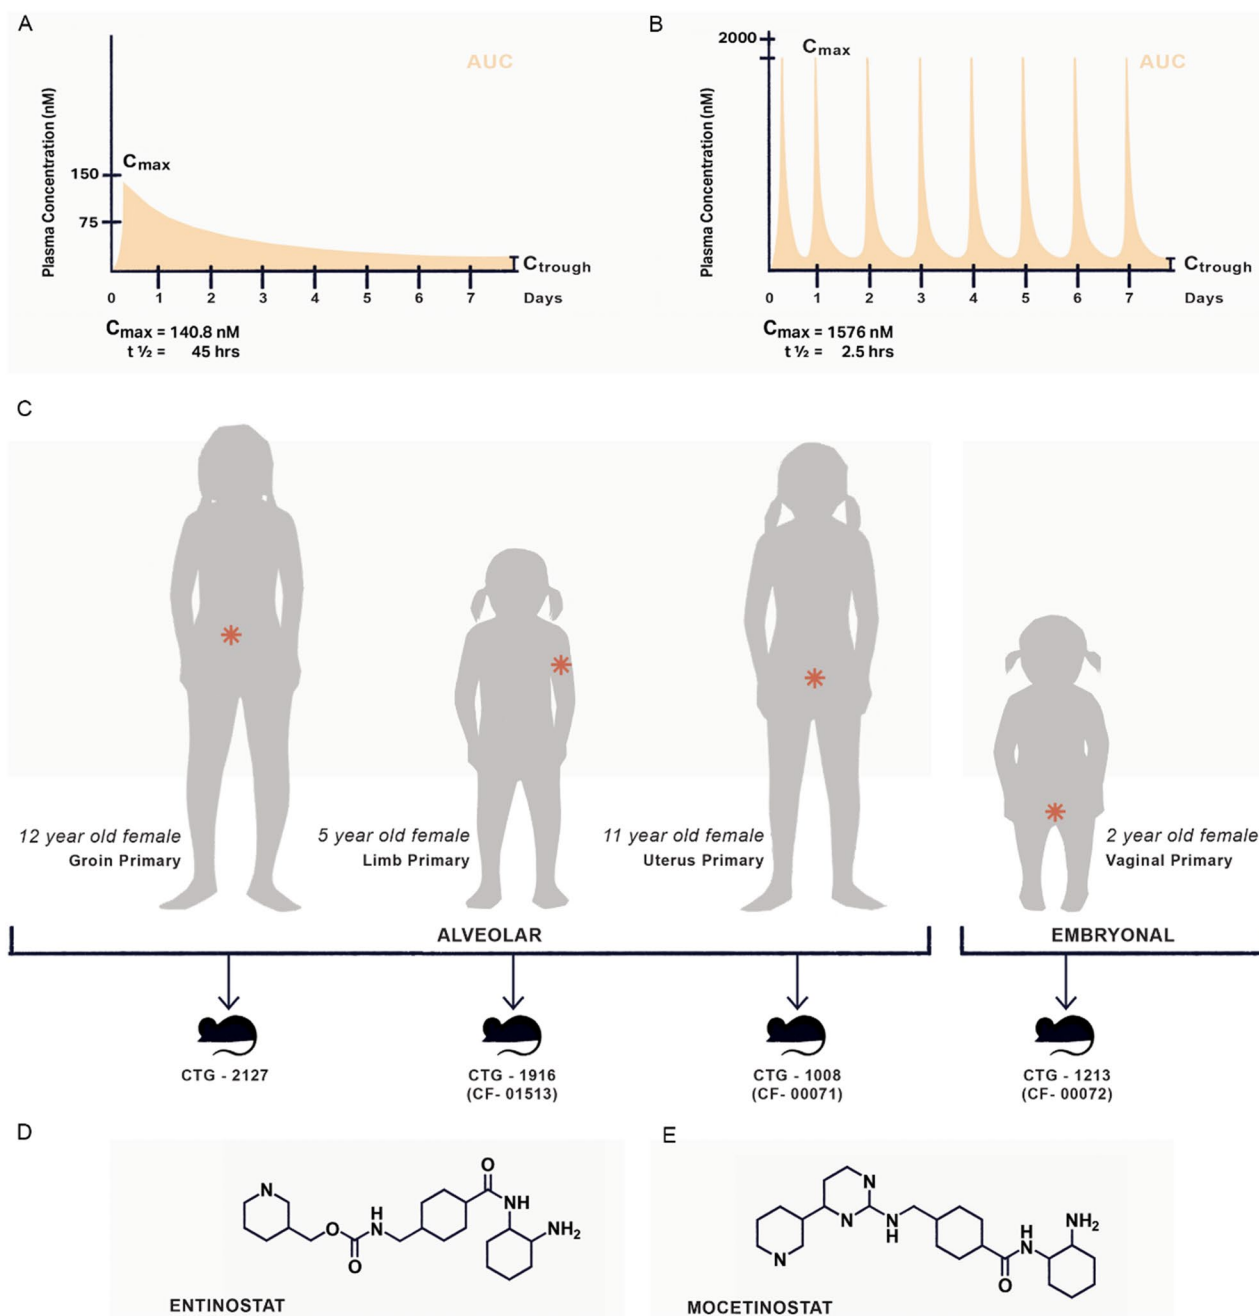 A
Plasma Concentration (nM)
150
75
Cmax
AUC
Ctrough
0 1 2 3 4 5 6 7 Days
Cmax = 140.8 nM
t ½ = 45 hrs
B
Plasma Concentration (nM)
2000
Cmax
AUC
Ctrough
0 1 2 3 4 5 6 7 Days
Cmax = 1576 nM
t ½ = 2.5 hrs
C
12 year old female
Groin Primary
5 year old female
Limb Primary
11 year old female
Uterus Primary
2 year old female
Vaginal Primary
ALVEOLAR
EMBRYONAL
CTG - 2127
CTG - 1916
(CF- 01513)
CTG - 1008
(CF- 00071)
CTG - 1213
(CF- 00072)
D
N
O
O
H
N
O
NH
NH2
ENTINOSTAT
E
N
N
N
N
H
O
H
N
NH2
MOCETINOSTAT